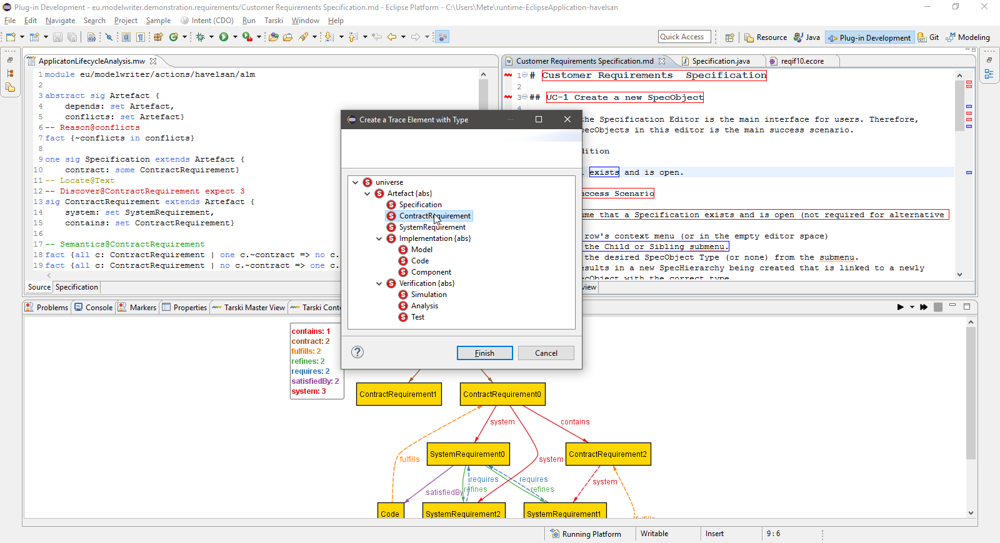 Plug-in Development - eu.modelwriter.demonstration.requirements/Customer Requirements Specification.md - Eclipse Platform - C:\Users\Mete\runtime-EclipseApplication-havelsan
File Edit Navigate Search Project Sample Intent (CDO) Run Tarski Window Help
Quick Access Resource Java Plug-in Development Git Modeling
ApplicatonLifecycleAnalysis.mw
1 module eu/modelwriter/actions/havelsan/alm
2
3 abstract sig Artefact {
4 depends: set Artefact,
5 conflicts: set Artefact}
6 -- Reason@conflicts
7 fact {~conflicts in conflicts}
8
9 one sig Specification extends Artefact {
10 contract: some ContractRequirement}
11 -- Locate@Text
12 -- Discover@ContractRequirement expect 3
13 sig ContractRequirement extends Artefact {
14 system: set SystemRequirement,
15 contains: set ContractRequirement}
16
17 -- Semantics@ContractRequirement
18 fact {all c: ContractRequirement | one c.~contract => no c.
19 fact {all c: ContractRequirement | no c.~contract => one c.
Source Specification
Customer Requirements Specification.md Specification.java reqif10.ecore
1 # Customer Requirements Specification
2
3 ## UC-1 Create a new SpecObject
4
the Specification Editor is the main interface for users. Therefore,
ecObjects in this editor is the main success scenario.
dition
exists and is open.
ccess Scenario
ume that a Specification exists and is open (not required for alternative
row's context menu (or in the empty editor space)
the Child or Sibling submenu.
the desired SpecObject Type (or none) from the submenu.
esults in a new SpecHierarchy being created that is linked to a newly
ecObject with the correct type
view
Create a Trace Element with Type
universe
Artefact {abs}
Specification
ContractRequirement
SystemRequirement
Implementation {abs}
Model
Code
Component
Verification {abs}
Simulation
Analysis
Test
Finish Cancel
Problems Console Markers Properties Tarski Master View Tarski Conte
contains: 1
contract: 2
fulfills: 2
refines: 2
requires: 2
satisfiedBy: 2
system: 3
ContractRequirement1 ContractRequirement0
system contains
SystemRequirement0 ContractRequirement2
fulfills system
requires requires system
satisfiedBy refines refines
Code SystemRequirement2 SystemRequirement1
fulfills
Running Platform Writable Insert 9 : 6